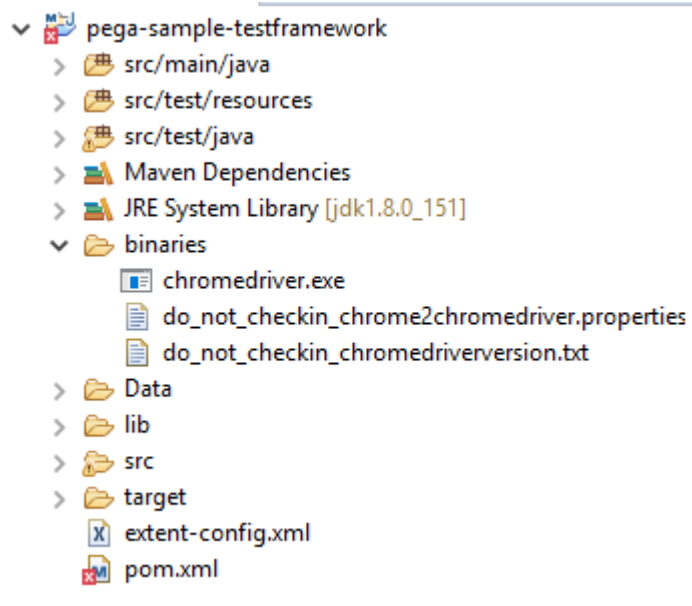 pega-sample-testframework
src/main/java
src/test/resources
src/test/java
Maven Dependencies
JRE System Library [jdk1.8.0_151]
binaries
chromedriver.exe
do_not_checkin_chrome2chromedriver.properties
do_not_checkin_chromedriverversion.txt
Data
lib
src
target
extent-config.xml
pom.xml